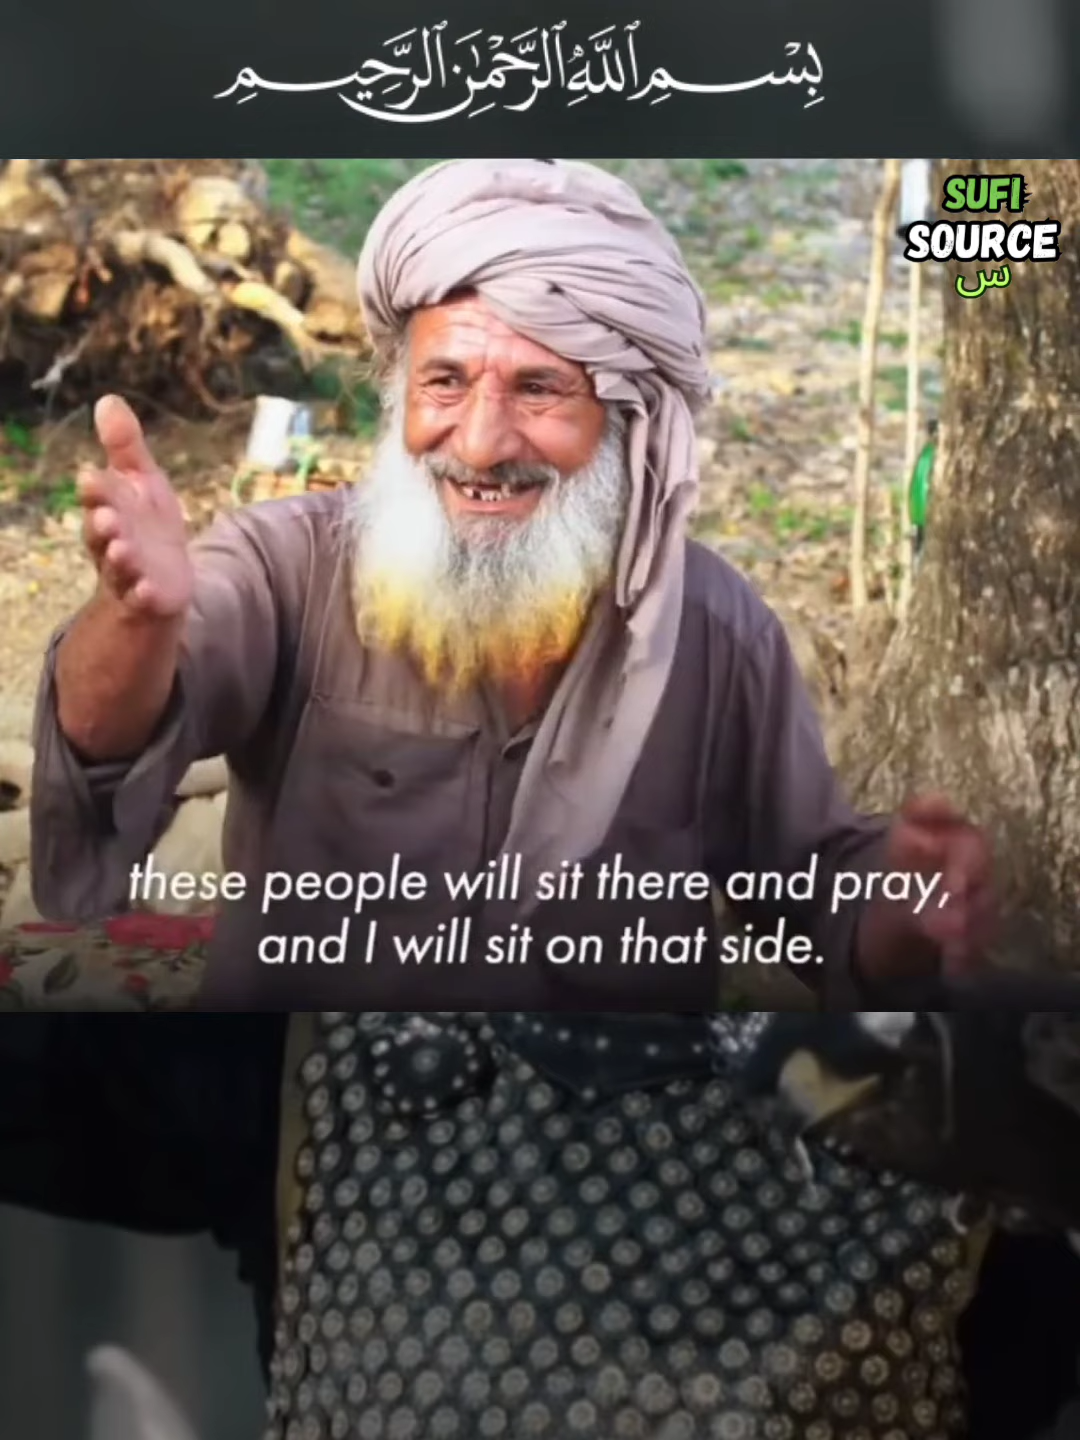 بِسْمِ ٱللَّٰهِ ٱلرَّحْمَٰنِ ٱلرَّحِيمِ
SUFI
SOURCE
س
these people will sit there and pray,
and I will sit on that side.